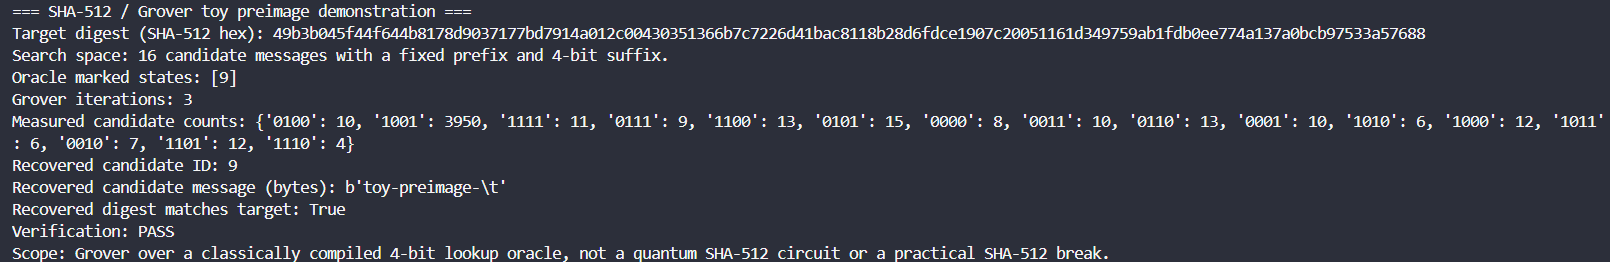 === SHA-512 / Grover toy preimage demonstration ===
Target digest (SHA-512 hex): 49b3b045f44f644b8178d9037177bd7914a012c00430351366b7c7226d41bac8118b28d6fdce1907c20051161d349759ab1fdb0ee774a137a0bcb97533a57688
Search space: 16 candidate messages with a fixed prefix and 4-bit suffix.
Oracle marked states: [9]
Grover iterations: 3
Measured candidate counts: {'0100': 10, '1001': 3950, '1111': 11, '0111': 9, '1100': 13, '0101': 15, '0000': 8, '0011': 10, '0110': 13, '0001': 10, '1010': 6, '1000': 12, '1011'
: 6, '0010': 7, '1101': 12, '1110': 4}
Recovered candidate ID: 9
Recovered candidate message (bytes): b'toy-preimage-\t'
Recovered digest matches target: True
Verification: PASS
Scope: Grover over a classically compiled 4-bit lookup oracle, not a quantum SHA-512 circuit or a practical SHA-512 break.